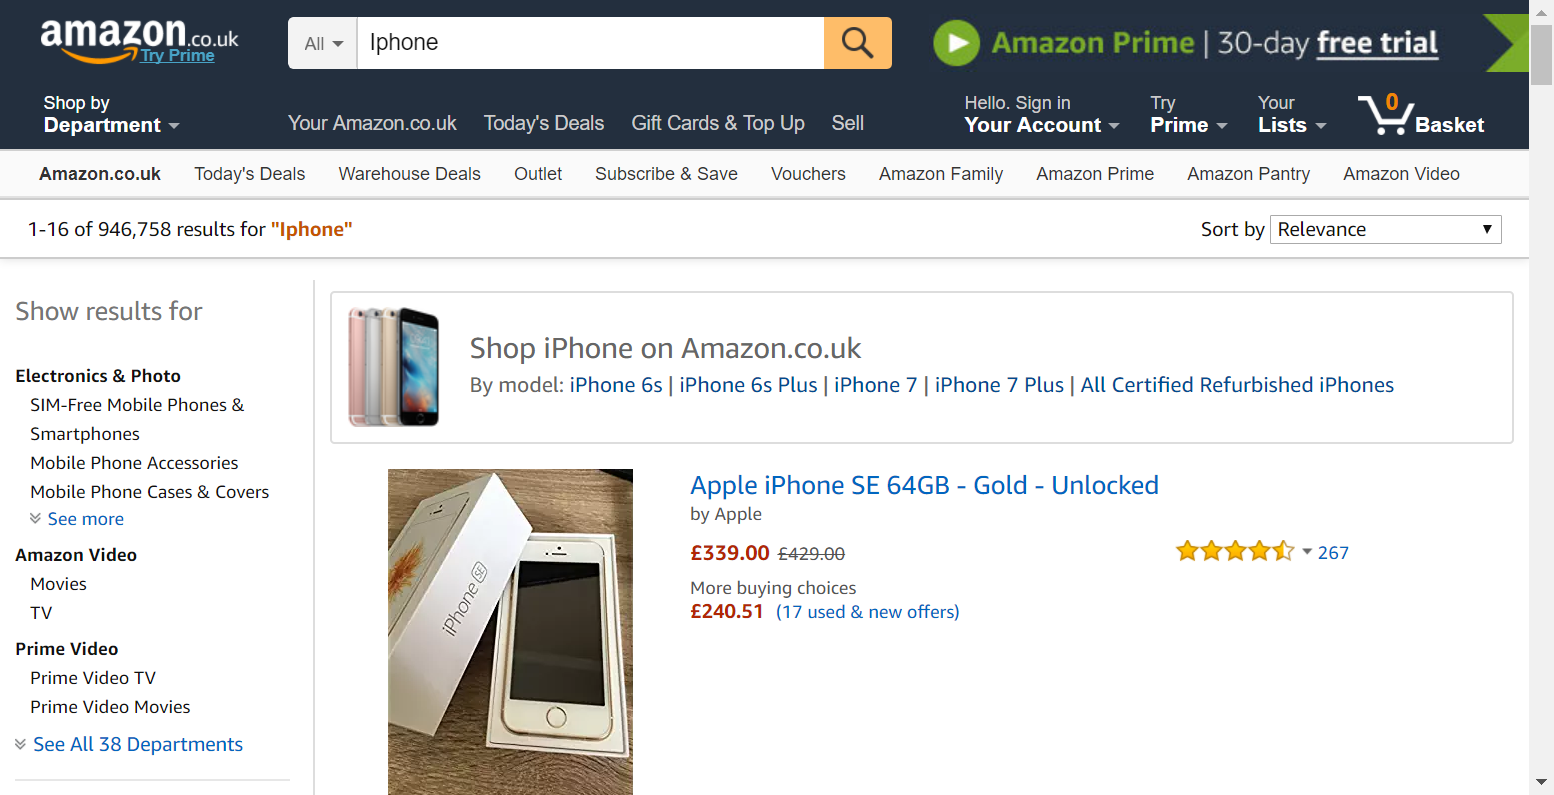 amazon.co.uk
Try Prime
All
Iphone
Amazon Prime | 30-day free trial
Shop by
Department
Your Amazon.co.uk Today's Deals Gift Cards & Top Up Sell
Hello. Sign in
Your Account
Try
Prime
Your
Lists
0
Basket
Amazon.co.uk Today's Deals Warehouse Deals Outlet Subscribe & Save Vouchers Amazon Family Amazon Prime Amazon Pantry Amazon Video
1-16 of 946,758 results for "Iphone"
Sort by Relevance
Show results for
Electronics & Photo
SIM-Free Mobile Phones &
Smartphones
Mobile Phone Accessories
Mobile Phone Cases & Covers
See more
Amazon Video
Movies
TV
Prime Video
Prime Video TV
Prime Video Movies
See All 38 Departments
Shop iPhone on Amazon.co.uk
By model: iPhone 6s | iPhone 6s Plus | iPhone 7 | iPhone 7 Plus | All Certified Refurbished iPhones
iPhone SE
Apple iPhone SE 64GB - Gold - Unlocked
by Apple
£339.00 £429.00
267
More buying choices
£240.51 (17 used & new offers)